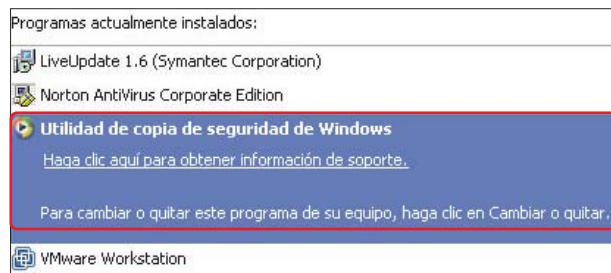 Programas actualmente instalados:
LiveUpdate 1.6 (Symantec Corporation)
Norton AntiVirus Corporate Edition
Utilidad de copia de seguridad de Windows
Haga clic aquí para obtener información de soporte.
Para cambiar o quitar este programa de su equipo, haga clic en Cambiar o quitar.
VMware Workstation